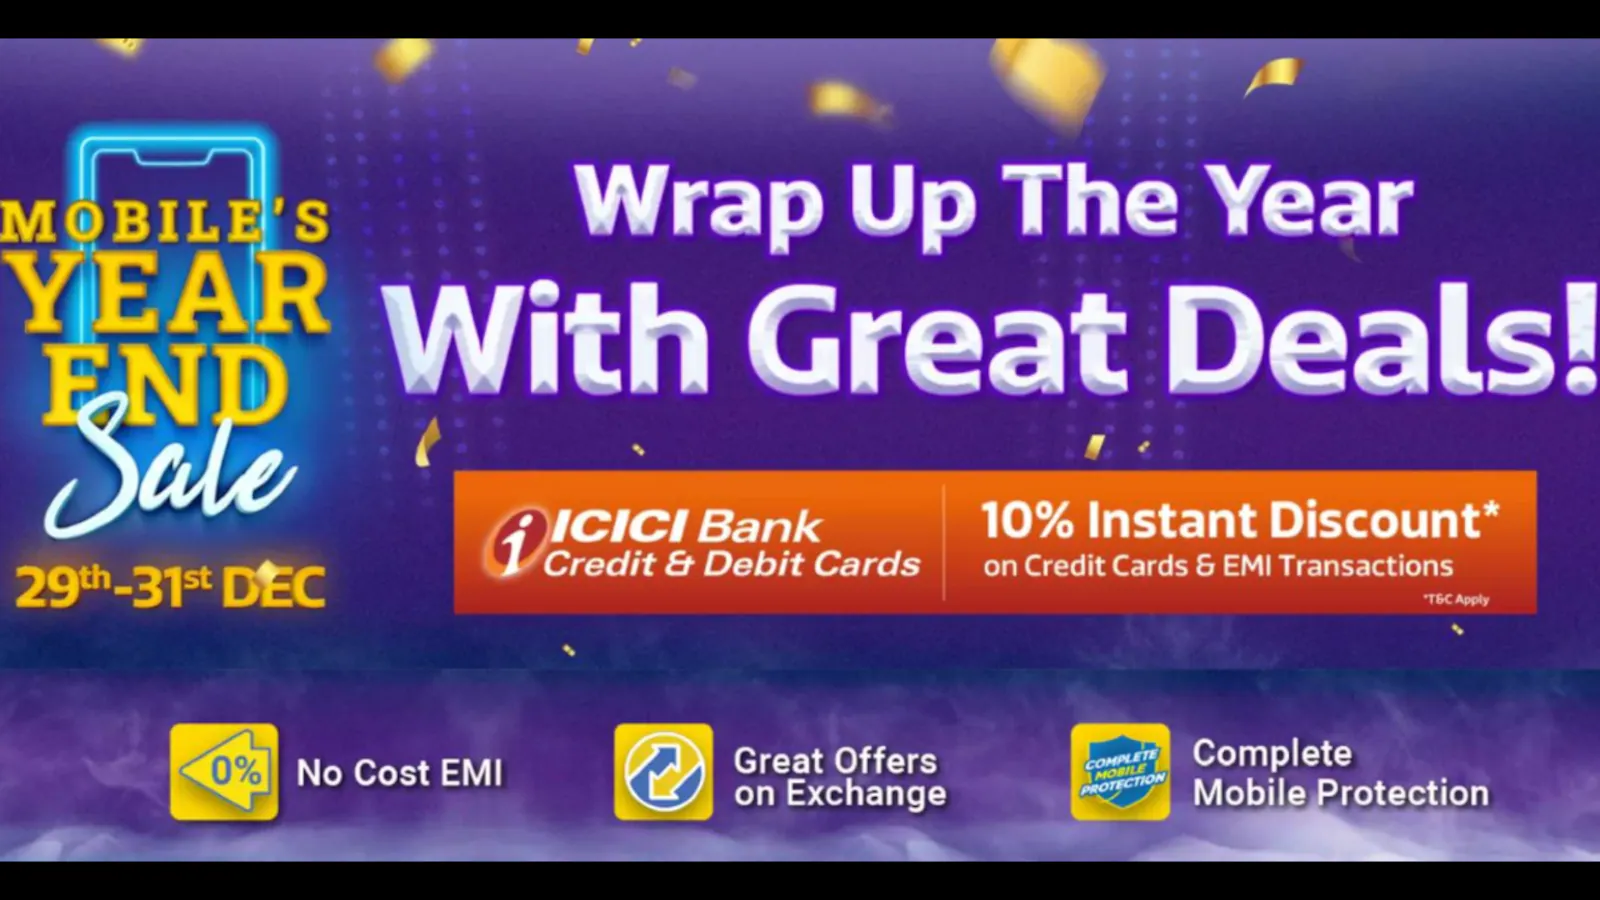 MOBILE'S
YEAR
END
Sale
29th-31st DEC
Wrap Up The Year
With Great Deals!
i ICICI Bank
Credit & Debit Cards
10% Instant Discount*
on Credit Cards & EMI Transactions
*T&C Apply
0%
No Cost EMI
Great Offers
on Exchange
COMPLETE
MOBILE
PROTECTION
Complete
Mobile Protection